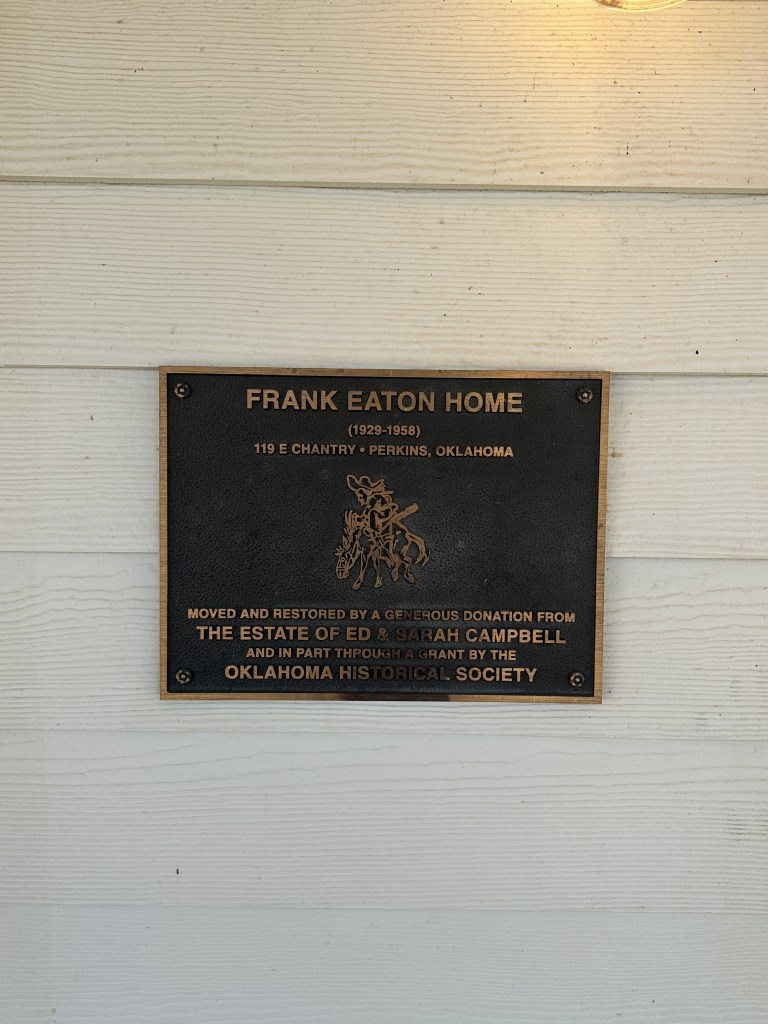 FRANK EATON HOME
(1929-1958)
119 E CHANTRY • PERKINS, OKLAHOMA
MOVED AND RESTORED BY A GENEROUS DONATION FROM
THE ESTATE OF ED & SARAH CAMPBELL
AND IN PART THROUGH A GRANT BY THE
OKLAHOMA HISTORICAL SOCIETY